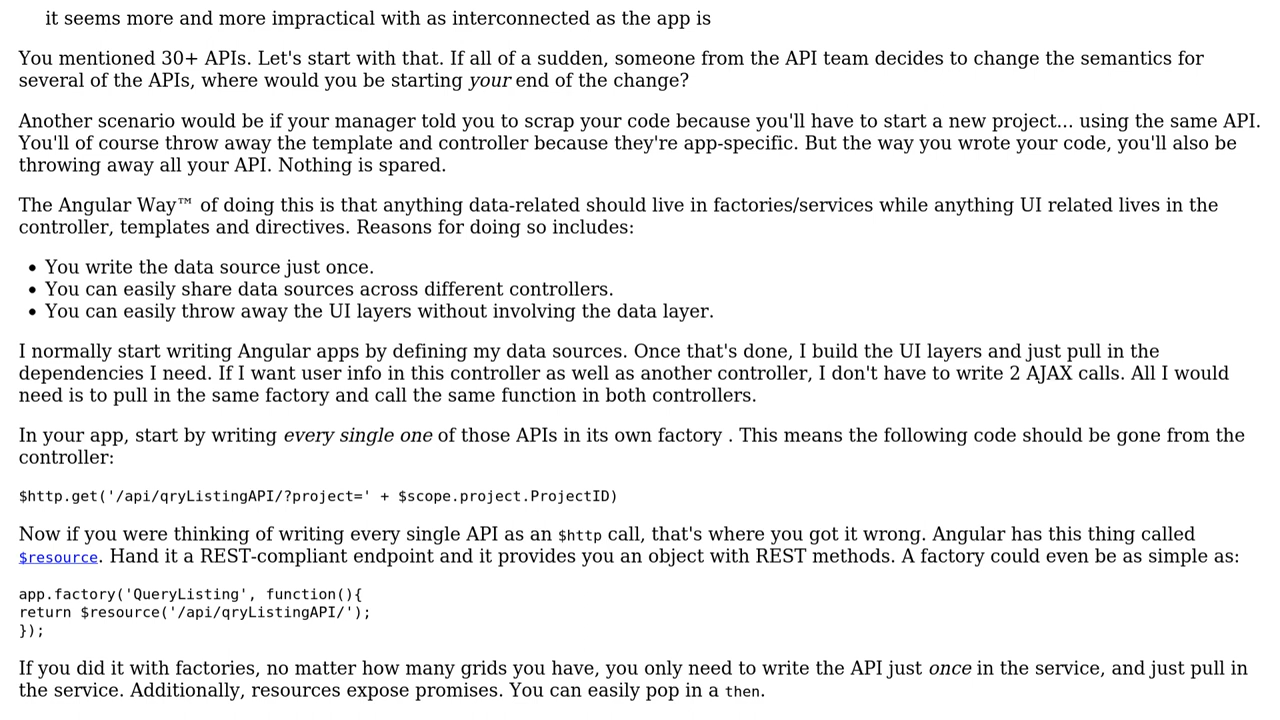 it seems more and more impractical with as interconnected as the app is
You mentioned 30+ APIs. Let's start with that. If all of a sudden, someone from the API team decides to change the semantics for
several of the APIs, where would you be starting your end of the change?
Another scenario would be if your manager told you to scrap your code because you'll have to start a new project... using the same API.
You'll of course throw away the template and controller because they're app-specific. But the way you wrote your code, you'll also be
throwing away all your API. Nothing is spared.
The Angular Way™ of doing this is that anything data-related should live in factories/services while anything UI related lives in the
controller, templates and directives. Reasons for doing so includes:
• You write the data source just once.
• You can easily share data sources across different controllers.
• You can easily throw away the UI layers without involving the data layer.
I normally start writing Angular apps by defining my data sources. Once that's done, I build the UI layers and just pull in the
dependencies I need. If I want user info in this controller as well as another controller, I don't have to write 2 AJAX calls. All I would
need is to pull in the same factory and call the same function in both controllers.
In your app, start by writing every single one of those APIs in its own factory . This means the following code should be gone from the
controller:
$http.get('/api/qryListingAPI/?project=' + $scope.project.ProjectID)
Now if you were thinking of writing every single API as an $http call, that's where you got it wrong. Angular has this thing called
$resource. Hand it a REST-compliant endpoint and it provides you an object with REST methods. A factory could even be as simple as:
app.factory('QueryListing', function(){
return $resource('/api/qryListingAPI/');
});
If you did it with factories, no matter how many grids you have, you only need to write the API just once in the service, and just pull in
the service. Additionally, resources expose promises. You can easily pop in a then.